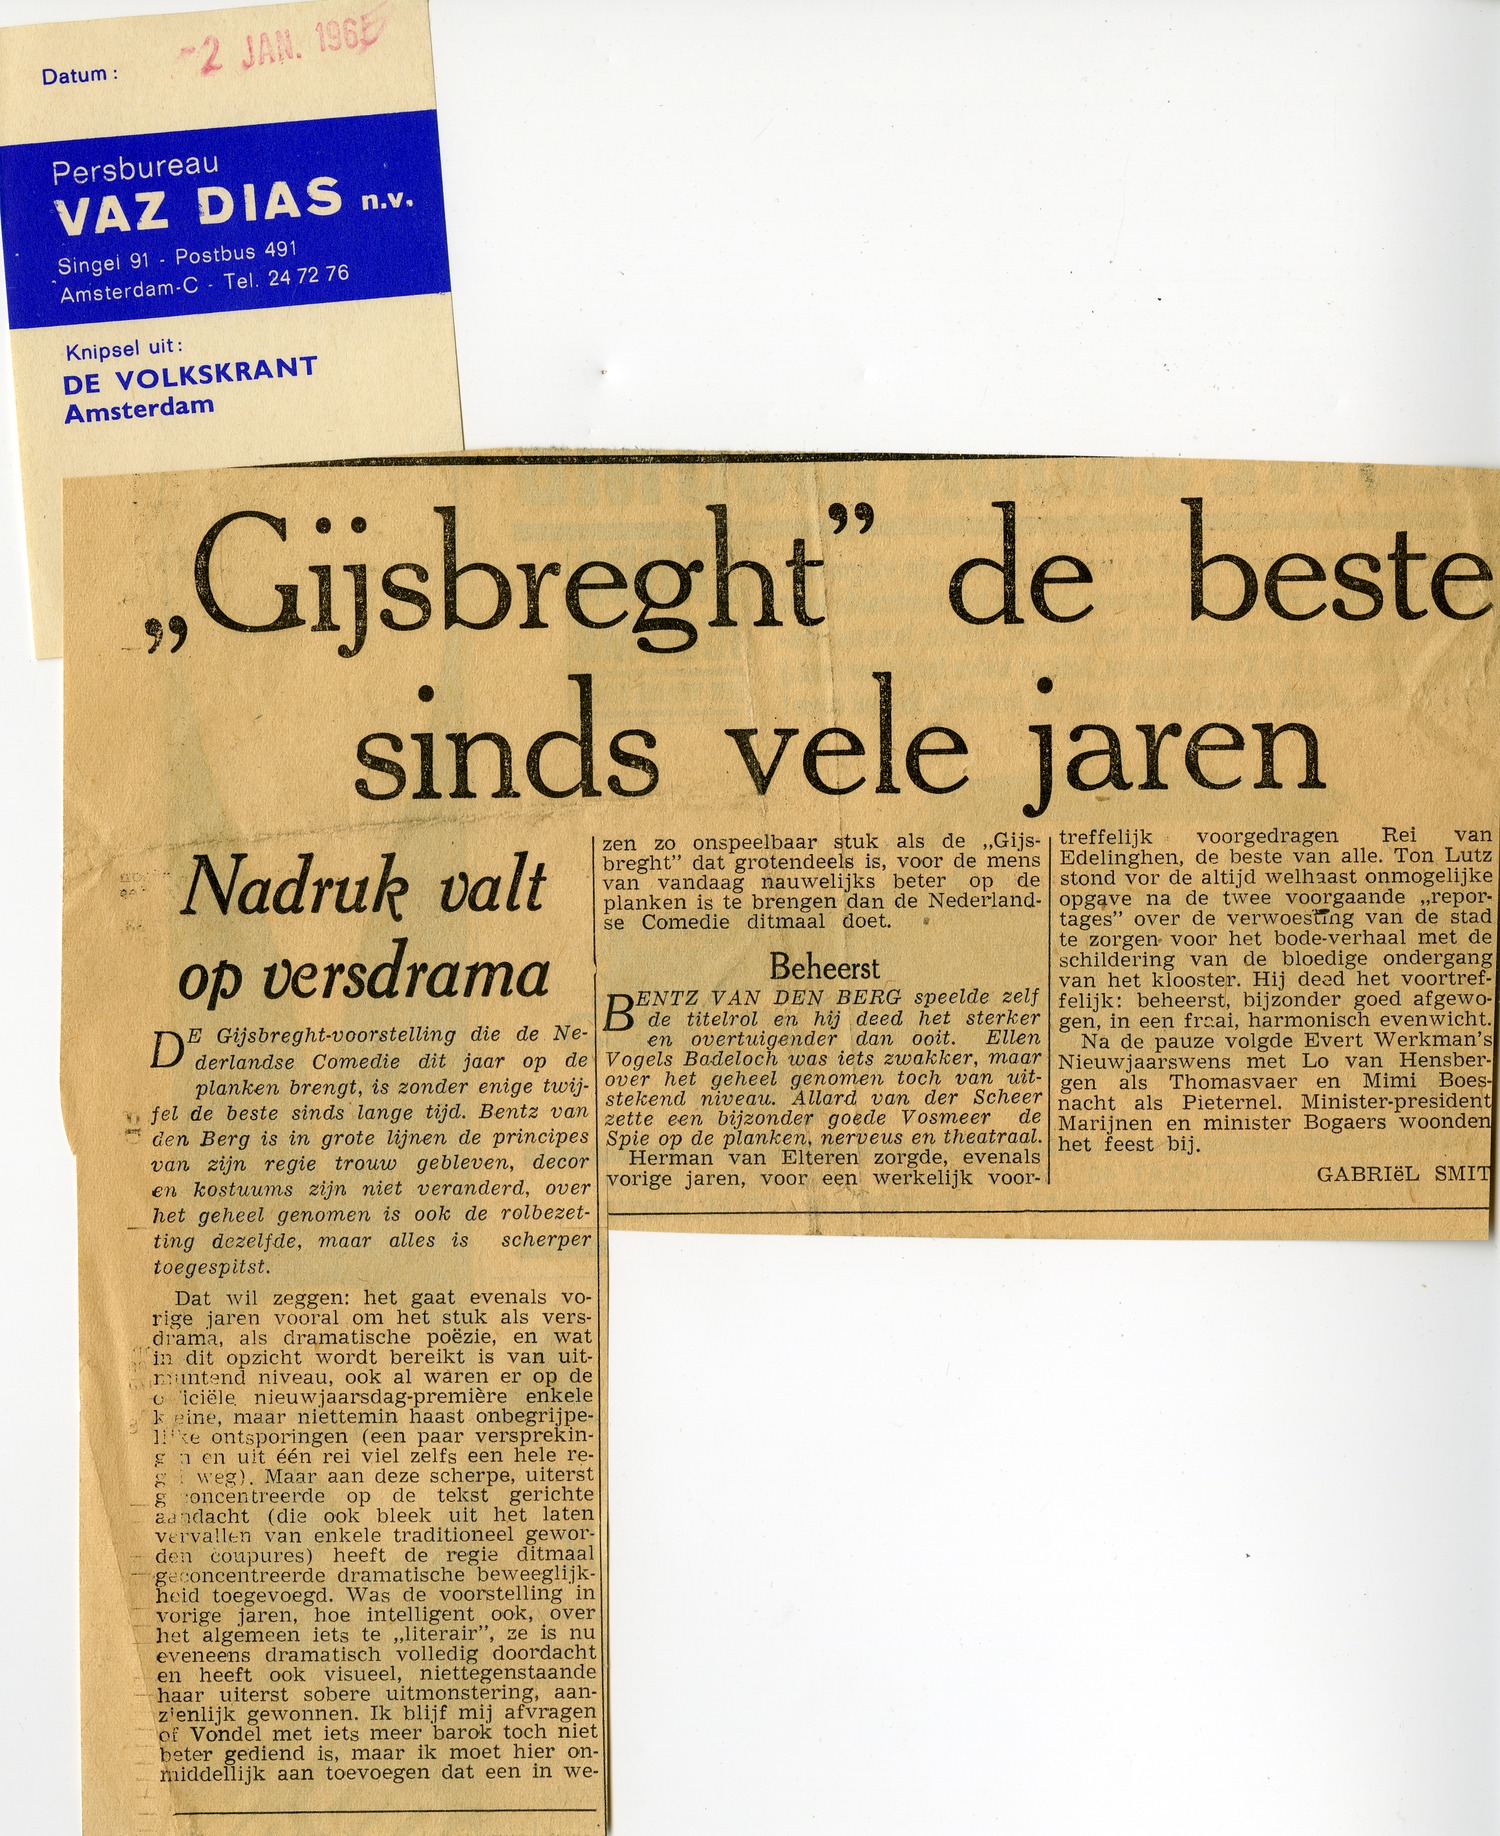 Datum :
-2 JAN. 1965
Persbureau
VAZ DIAS n.v.
Singel 91 - Postbus 491
Amsterdam-C - Tel. 24 72 76
Knipsel uit:
DE VOLKSKRANT
Amsterdam
„Gijsbreght” de beste
sinds vele jaren
Nadruk valt
op versdrama
DE Gijsbreght-voorstelling die de Ne-
derlandse Comedie dit jaar op de
planken brengt, is zonder enige twij-
fel de beste sinds lange tijd. Bentz van
den Berg is in grote lijnen de principes
van zijn regie trouw gebleven, decor
en kostuums zijn niet veranderd, over
het geheel genomen is ook de rolbezet-
ting dezelfde, maar alles is scherper
toegespitst.
Dat wil zeggen: het gaat evenals vo-
rige jaren vooral om het stuk als vers-
drama, als dramatische poëzie, en wat
in dit opzicht wordt bereikt is van uit-
muntend niveau, ook al waren er op de
officiële nieuwjaarsdag-première enkele
kleine, maar niettemin haast onbegrijpe-
lijke ontsporingen (een paar versprekin-
gen en uit één rei viel zelfs een hele re-
gel weg). Maar aan deze scherpe, uiterst
geconcentreerde op de tekst gerichte
aandacht (die ook bleek uit het laten
vervallen van enkele traditioneel gewor-
den coupures) heeft de regie ditmaal
geconcentreerde dramatische beweeglijk-
heid toegevoegd. Was de voorstelling in
vorige jaren, hoe intelligent ook, over
het algemeen iets te „literair”, ze is nu
eveneens dramatisch volledig doordacht
en heeft ook visueel, niettegenstaande
haar uiterst sobere uitmonstering, aan-
zienlijk gewonnen. Ik blijf mij afvragen
of Vondel met iets meer barok toch niet
beter gediend is, maar ik moet hier on-
middellijk aan toevoegen dat een in we-
zen zo onspeelbaar stuk als de „Gijs-
breght” dat grotendeels is, voor de mens
van vandaag nauwelijks beter op de
planken is te brengen dan de Nederland-
se Comedie ditmaal doet.
Beheerst
BENTZ VAN DEN BERG speelde zelf
de titelrol en hij deed het sterker
en overtuigender dan ooit. Ellen
Vogels Badeloch was iets zwakker, maar
over het geheel genomen toch van uit-
stekend niveau. Allard van der Scheer
zette een bijzonder goede Vosmeer de
Spie op de planken, nerveus en theatraal.
Herman van Elteren zorgde, evenals
vorige jaren, voor een werkelijk voor-
treffelijk voorgedragen Rei van
Edelinghen, de beste van alle. Ton Lutz
stond vor de altijd welhaast onmogelijke
opgave na de twee voorgaande „repor-
tages” over de verwoesting van de stad
te zorgen voor het bode-verhaal met de
schildering van de bloedige ondergang
van het klooster. Hij deed het voortref-
felijk: beheerst, bijzonder goed afgewo-
gen, in een fraai, harmonisch evenwicht.
Na de pauze volgde Evert Werkman's
Nieuwjaarswens met Lo van Hensber-
gen als Thomasvaer en Mimi Boes-
nacht als Pieternel. Minister-president
Marijnen en minister Bogaers woonden
het feest bij.
GABRIëL SMIT